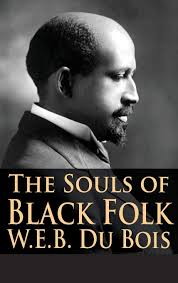 THE SOULS OF
BLACK FOLK
W.E.B. DU BOIS